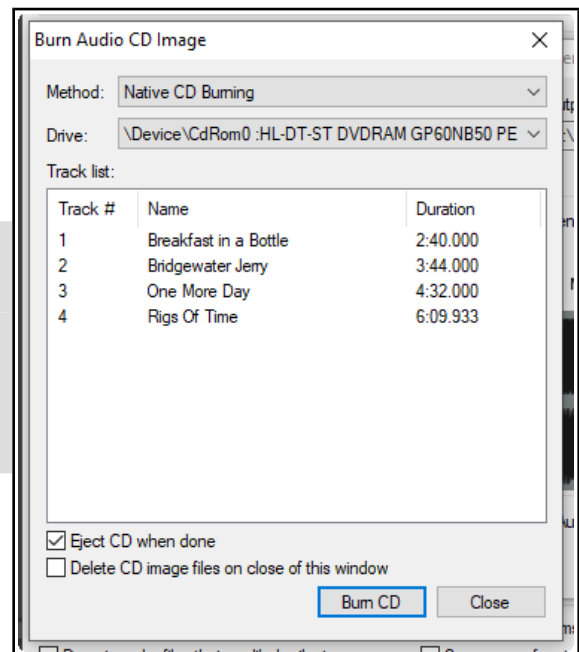 Burn Audio CD Image
Method: Native CD Burning
Drive: \Device\CdRom0 :HL-DT-ST DVDRAM GP60NB50 PE
Track list:
Track # Name Duration
1 Breakfast in a Bottle 2:40.000
2 Bridgewater Jerry 3:44.000
3 One More Day 4:32.000
4 Rigs Of Time 6:09.933
Eject CD when done
Delete CD image files on close of this window
Burn CD Close